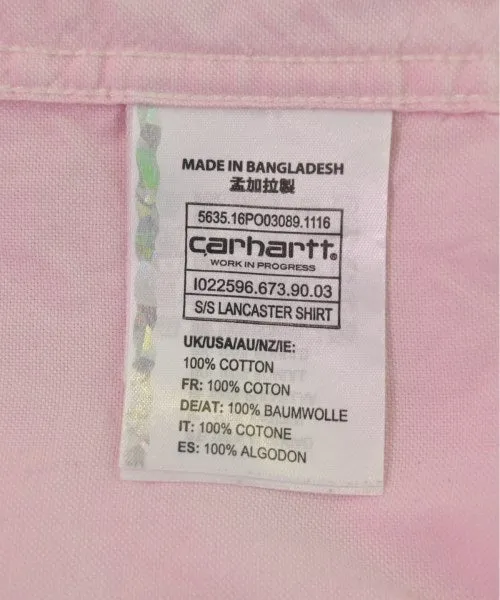 MADE IN BANGLADESH
孟加拉製
5635.16PO03089.1116
carhartt®
WORK IN PROGRESS
I022596.673.90.03
S/S LANCASTER SHIRT
UK/USA/AU/NZ/IE:
100% COTTON
FR: 100% COTON
DE/AT: 100% BAUMWOLLE
IT: 100% COTONE
ES: 100% ALGODON